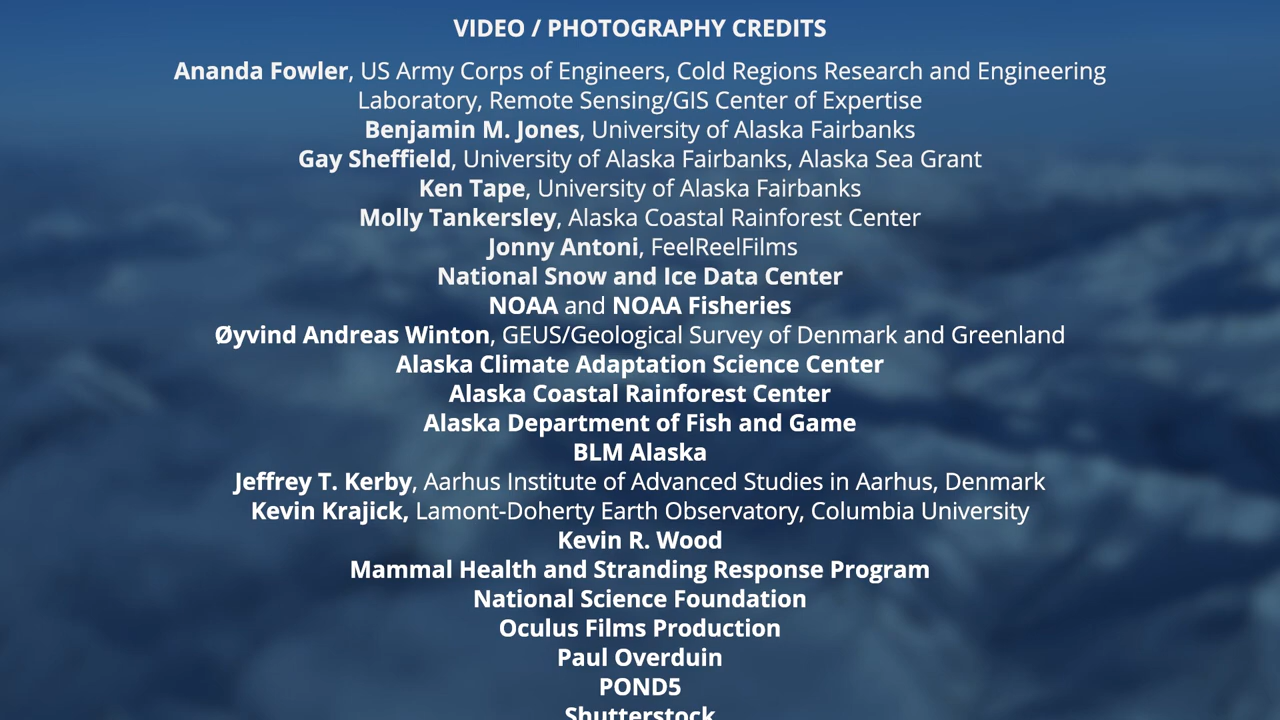 VIDEO / PHOTOGRAPHY CREDITS
Ananda Fowler, US Army Corps of Engineers, Cold Regions Research and Engineering
Laboratory, Remote Sensing/GIS Center of Expertise
Benjamin M. Jones, University of Alaska Fairbanks
Gay Sheffield, University of Alaska Fairbanks, Alaska Sea Grant
Ken Tape, University of Alaska Fairbanks
Molly Tankersley, Alaska Coastal Rainforest Center
Jonny Antoni, FeelReelFilms
National Snow and Ice Data Center
NOAA and NOAA Fisheries
Øyvind Andreas Winton, GEUS/Geological Survey of Denmark and Greenland
Alaska Climate Adaptation Science Center
Alaska Coastal Rainforest Center
Alaska Department of Fish and Game
BLM Alaska
Jeffrey T. Kerby, Aarhus Institute of Advanced Studies in Aarhus, Denmark
Kevin Krajick, Lamont-Doherty Earth Observatory, Columbia University
Kevin R. Wood
Mammal Health and Stranding Response Program
National Science Foundation
Oculus Films Production
Paul Overduin
POND5
Shutterstock